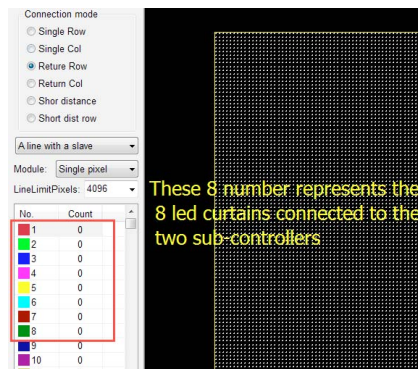 Connection mode
Single Row
Single Col
Reture Row
Return Col
Shor distance
Short dist row
A line with a slave
Module: Single pixel
LineLimitPixels: 4096
No. Count
1 0
2 0
3 0
4 0
5 0
6 0
7 0
8 0
9 0
10 0
These 8 number represents the
8 led curtains connected to the
two sub-controllers